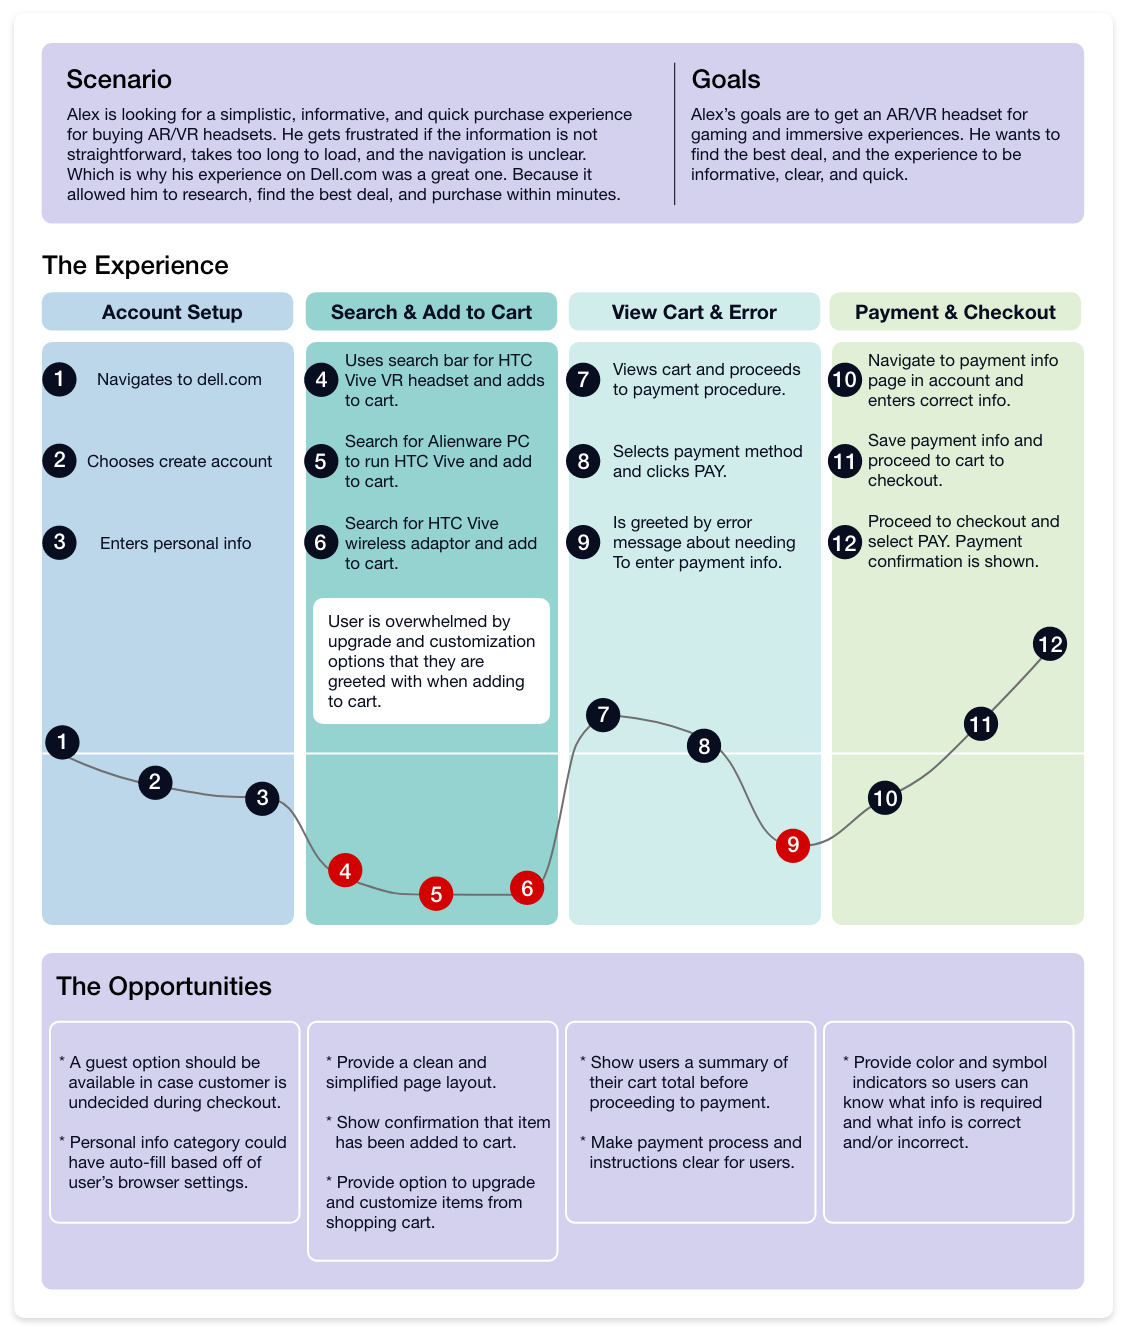 Scenario
Alex is looking for a simplistic, informative, and quick purchase experience
for buying AR/VR headsets. He gets frustrated if the information is not
straightforward, takes too long to load, and the navigation is unclear.
Which is why his experience on Dell.com was a great one. Because it
allowed him to research, find the best deal, and purchase within minutes.
Goals
Alex’s goals are to get an AR/VR headset for
gaming and immersive experiences. He wants to
find the best deal, and the experience to be
informative, clear, and quick.
The Experience
Account Setup
1
Navigates to dell.com
2
Chooses create account
3
Enters personal info
Search & Add to Cart
4
Uses search bar for HTC
Vive VR headset and adds
to cart.
5
Search for Alienware PC
to run HTC Vive and add
to cart.
6
Search for HTC Vive
wireless adaptor and add
to cart.
User is overwhelmed by
upgrade and customization
options that they are
greeted with when adding
to cart.
View Cart & Error
7
Views cart and proceeds
to payment procedure.
8
Selects payment method
and clicks PAY.
9
Is greeted by error
message about needing
To enter payment info.
Payment & Checkout
10
Navigate to payment info
page in account and
enters correct info.
11
Save payment info and
proceed to cart to
checkout.
12
Proceed to checkout and
select PAY. Payment
confirmation is shown.
1
2
3
4
5
6
7
8
9
10
11
12
The Opportunities
* A guest option should be
available in case customer is
undecided during checkout.
* Personal info category could
have auto-fill based off of
user’s browser settings.
* Provide a clean and
simplified page layout.
* Show confirmation that item
has been added to cart.
* Provide option to upgrade
and customize items from
shopping cart.
* Show users a summary of
their cart total before
proceeding to payment.
* Make payment process and
instructions clear for users.
* Provide color and symbol
indicators so users can
know what info is required
and what info is correct
and/or incorrect.